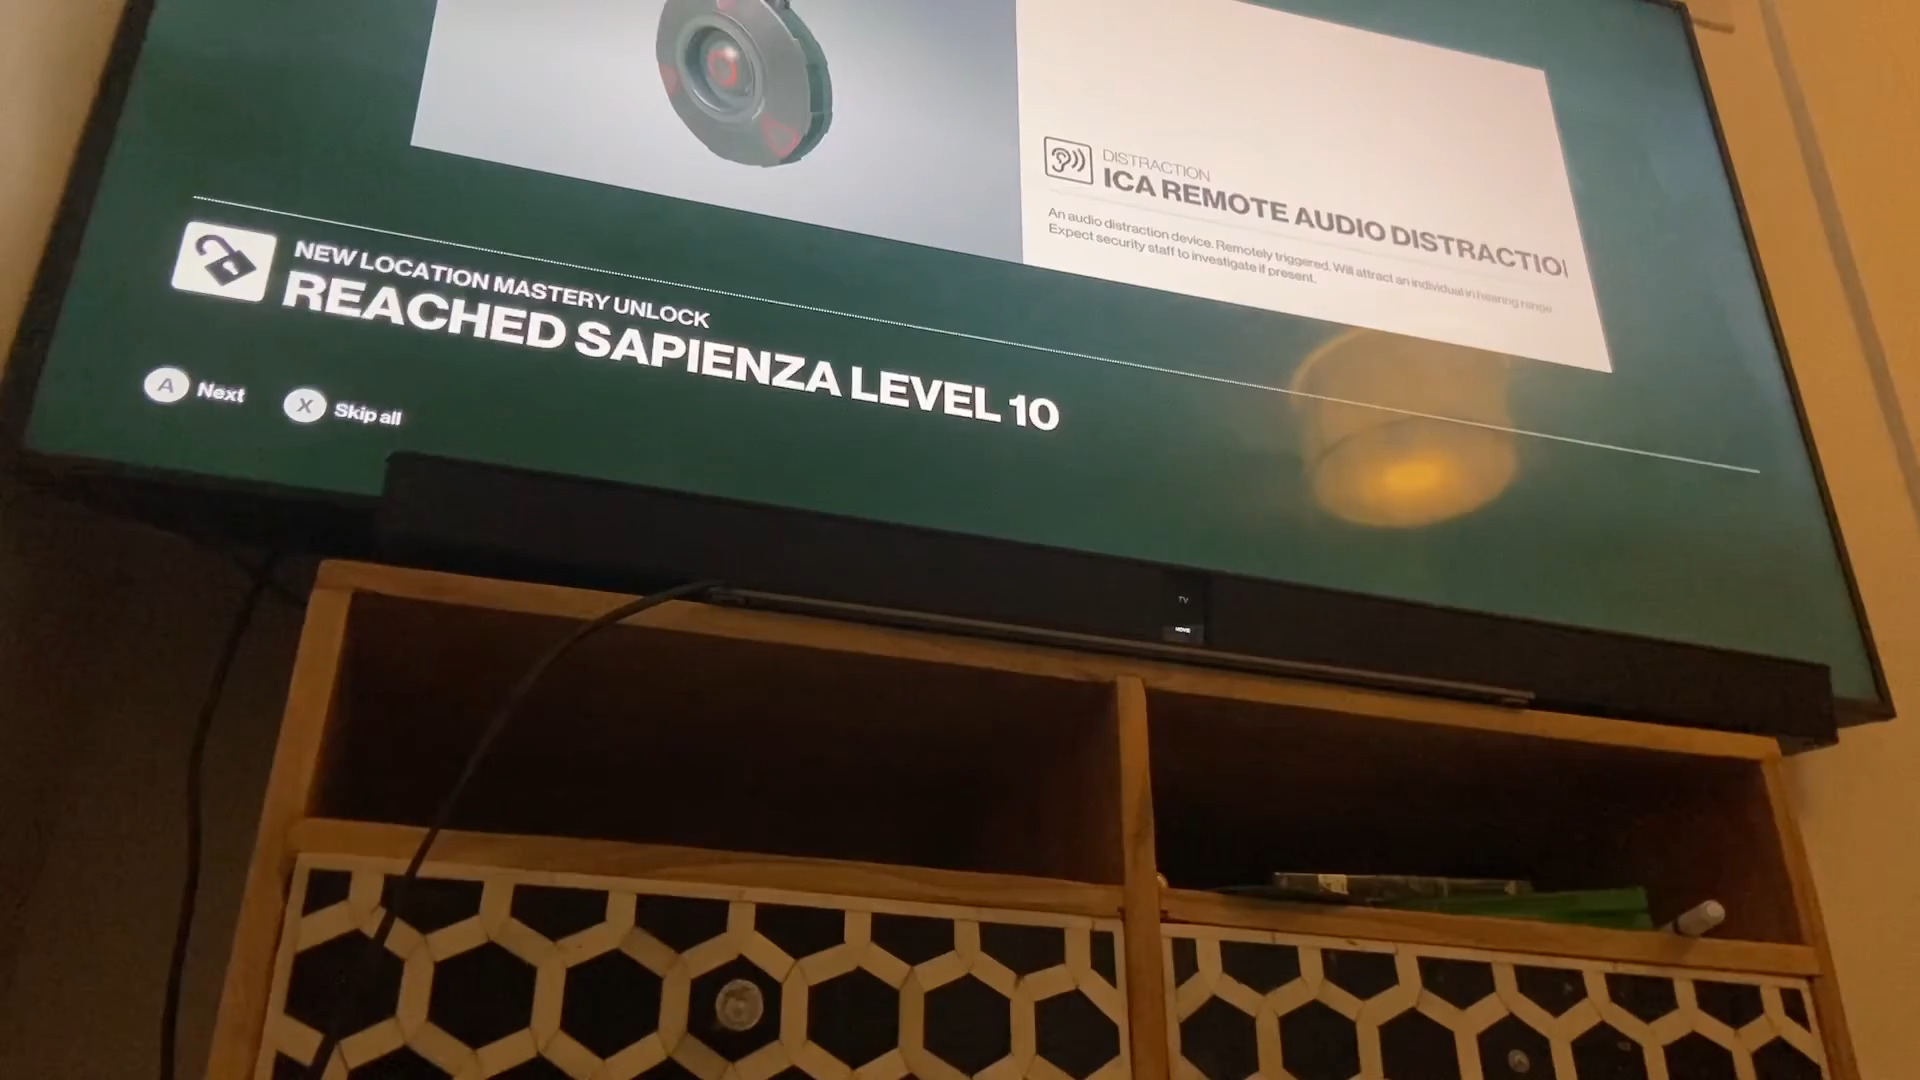 DISTRACTION
ICA REMOTE AUDIO DISTRACTIO
An audio distraction device. Remotely triggered. Will attract an individual in hearing range
Expect security staff to investigate if present.
NEW LOCATION MASTERY UNLOCK
REACHED SAPIENZA LEVEL 10
A Next X Skip all
TV
MOVIE